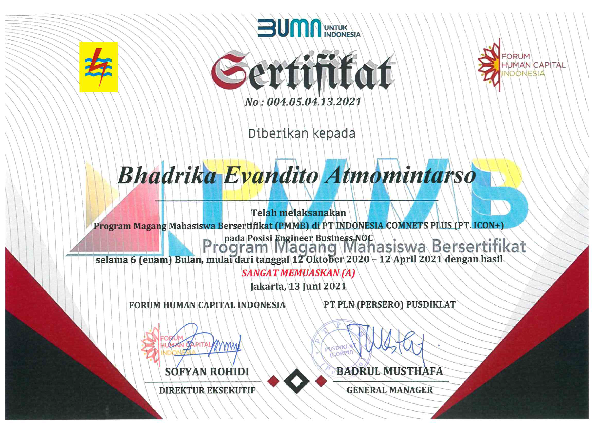 BUMN UNTUK INDONESIA
FORUM
HUMAN CAPITAL
INDONESIA
Sertifikat
No : 004.05.04.13.2021
Diberikan kepada
PMMB
Bhadrika Evandito Atmomintarso
Telah melaksanakan
Program Magang Mahasiswa Bersertifikat (PMMB) di PT INDONESIA COMNETS PLUS (PT. ICON+)
pada Posisi Engineer Business NOC
Program Magang Mahasiswa Bersertifikat
selama 6 (enam) Bulan, mulai dari tanggal 12 Oktober 2020 – 12 April 2021 dengan hasil
SANGAT MEMUASKAN (A)
Jakarta, 13 Juni 2021
FORUM HUMAN CAPITAL INDONESIA PT PLN (PERSERO) PUSDIKLAT
FORUM
HUMAN CAPITAL
INDONESIA
SOFYAN ROHIDI BADRUL MUSTHAFA
DIREKTUR EKSEKUTIF GENERAL MANAGER